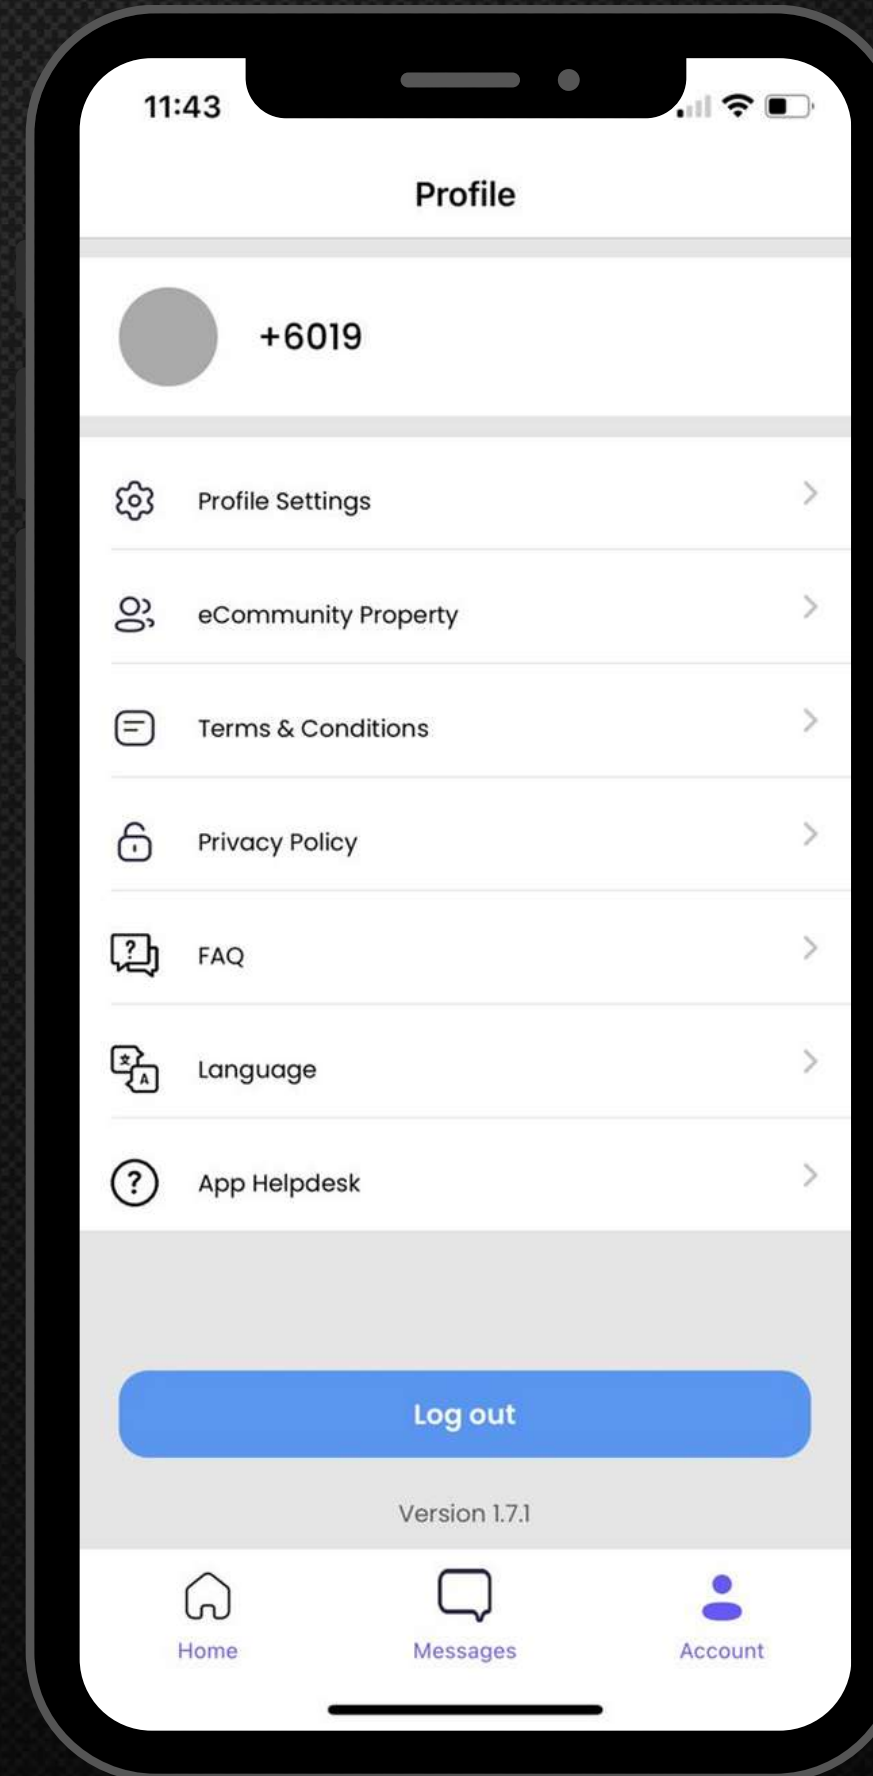 11:43
Profile
+6019
Profile Settings
eCommunity Property
Terms & Conditions
Privacy Policy
FAQ
Language
App Helpdesk
Log out
Version 1.7.1
Home
Messages
Account